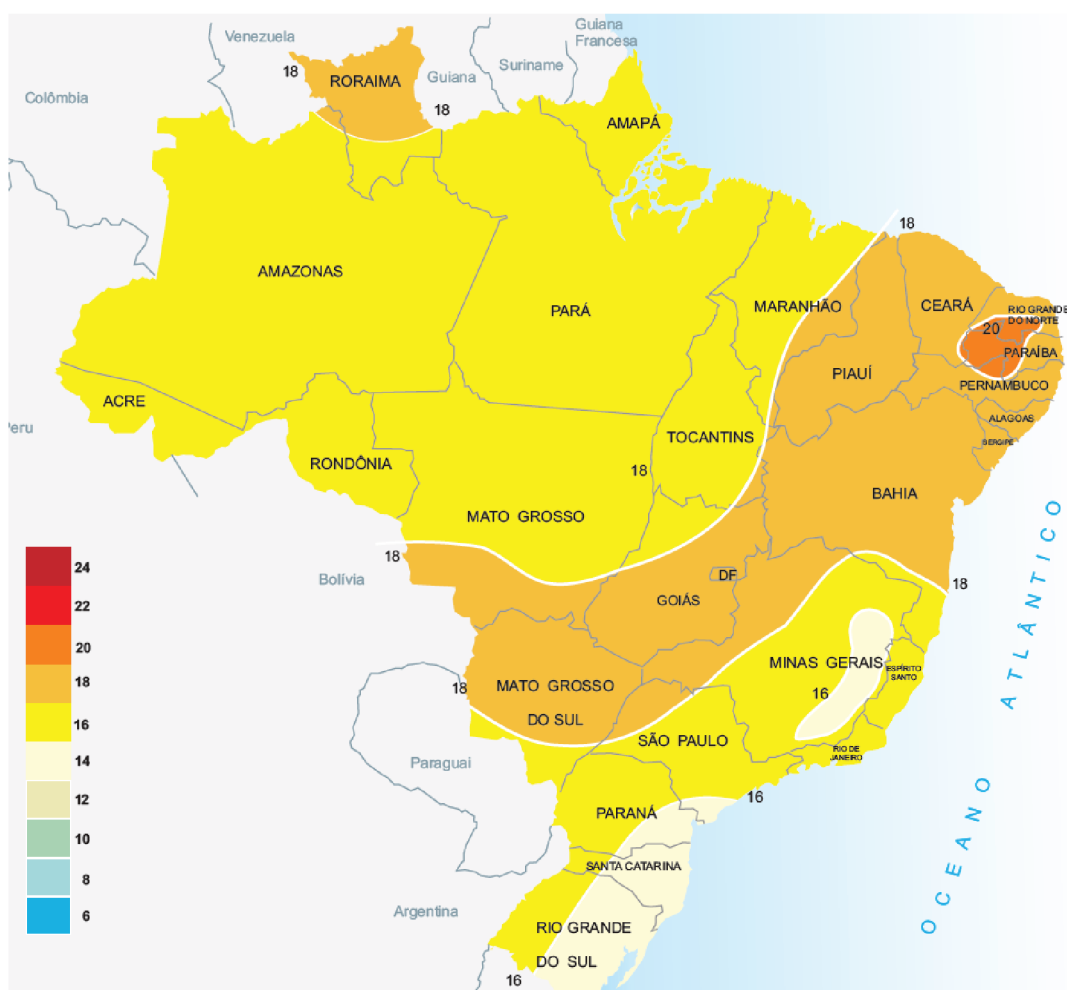 Guiana
Francesa
Venezuela
Suriname
18
RORAIMA
Guiana
Colômbia
18
AMAPÁ
18
AMAZONAS
PARÁ
MARANHÃO
CEARÁ
RIO GRANDE
DO NORTE
20
PARAÍBA
PIAUÍ
PERNAMBUCO
ACRE
ALAGOAS
Peru
TOCANTINS
SERGIPE
RONDÔNIA
18
BAHIA
MATO GROSSO
18
Bolívia
DF
18
GOIÁS
24
22
20
18
16
14
12
10
8
6
MINAS GERAIS
ESPÍRITO
SANTO
18
MATO GROSSO
DO SUL
16
SÃO PAULO
RIO DE
JANEIRO
Paraguai
16
PARANÁ
SANTA CATARINA
Argentina
RIO GRANDE
DO SUL
16
OCEANO ATLÂNTICO